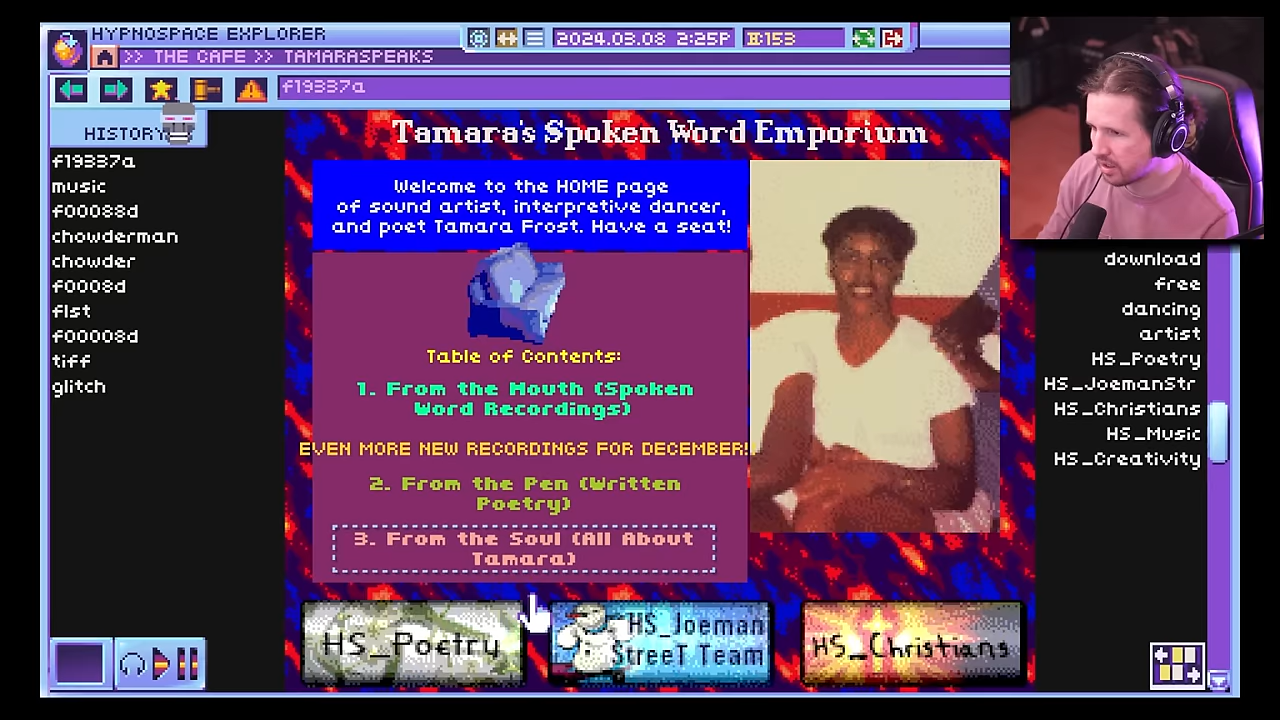 HYPNOSPACE EXPLORER
2024.03.08 2:25P
153
>> THE CAFE >> TAMARASPEAKS
f19337a
HISTORY
f19337a
music
f00088d
chowderman
chowder
f0008d
flst
f00008d
tiff
glitch
Tamara's Spoken Word Emporium
Welcome to the HOME page
of sound artist, interpretive dancer,
and poet Tamara Frost. Have a seat!
Table of Contents:
1. From the Mouth (Spoken
Word Recordings)
EVEN MORE NEW RECORDINGS FOR DECEMBER!
2. From the Pen (Written
Poetry)
3. From the Soul (All About
Tamara)
HS_Poetry
HS_Joeman
StreeT Team
HS_Christians
download
free
dancing
artist
HS_Poetry
HS_JoemanStr
HS_Christians
HS_Music
HS_Creativity